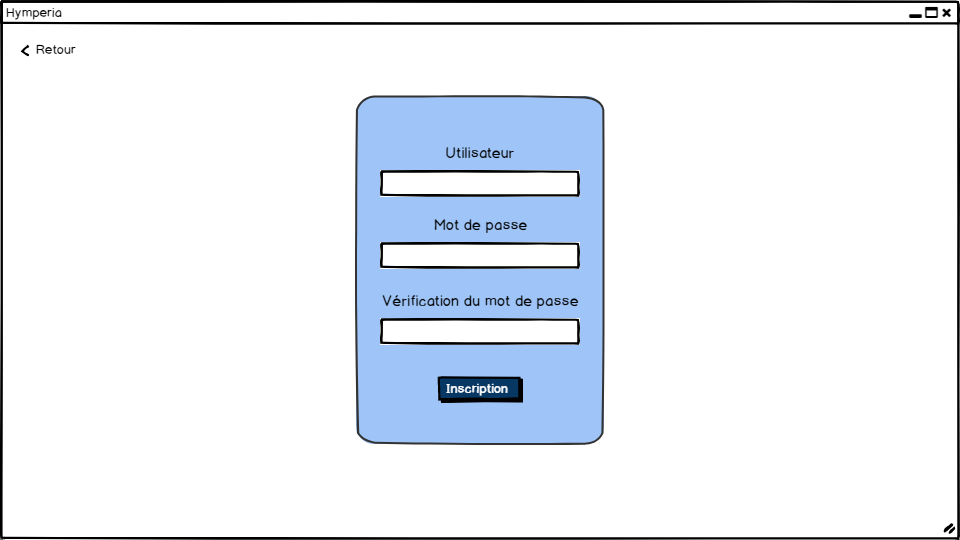 Hymperia
Retour
Utilisateur
Mot de passe
Vérification du mot de passe
Inscription